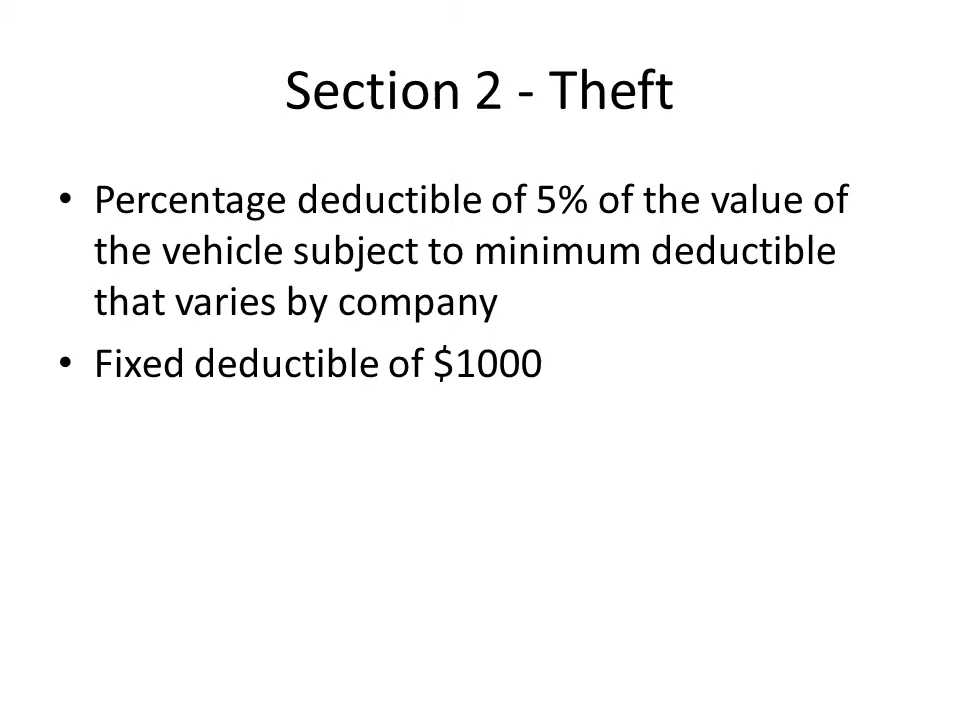 Section 2 - Theft
• Percentage deductible of 5% of the value of
the vehicle subject to minimum deductible
that varies by company
• Fixed deductible of $1000